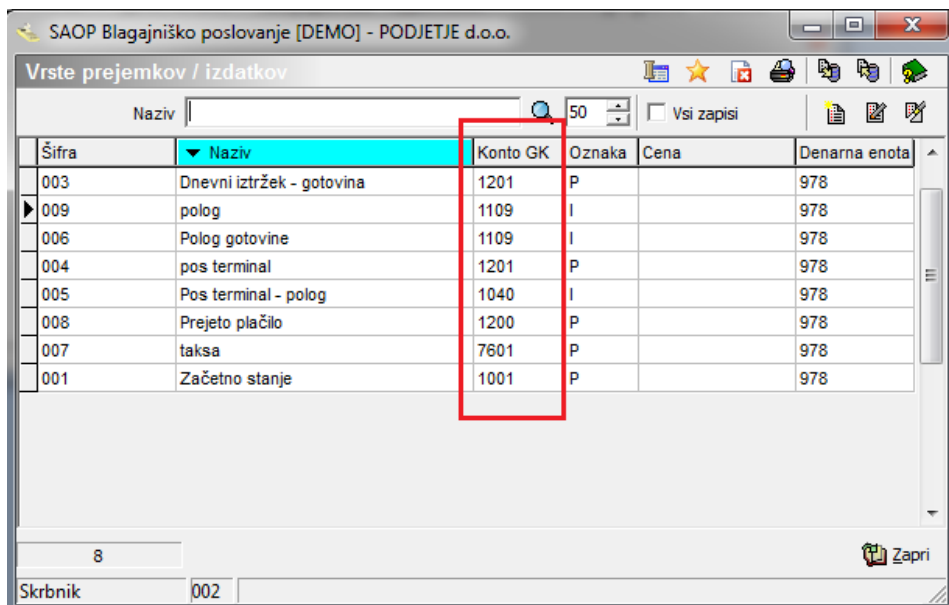 SAOP Blagajniško poslovanje [DEMO] - PODJETJE d.o.o.
Vrste prejemkov / izdatkov
Naziv 50 Vsi zapisi
Šifra Naziv Konto GK Oznaka Cena Denarna enota
003 Dnevni iztržek - gotovina 1201 P 978
009 polog 1109 I 978
006 Polog gotovine 1109 I 978
004 pos terminal 1201 P 978
005 Pos terminal - polog 1040 I 978
008 Prejeto plačilo 1200 P 978
007 taksa 7601 P 978
001 Začetno stanje 1001 P 978
8 Zapri
Skrbnik 002